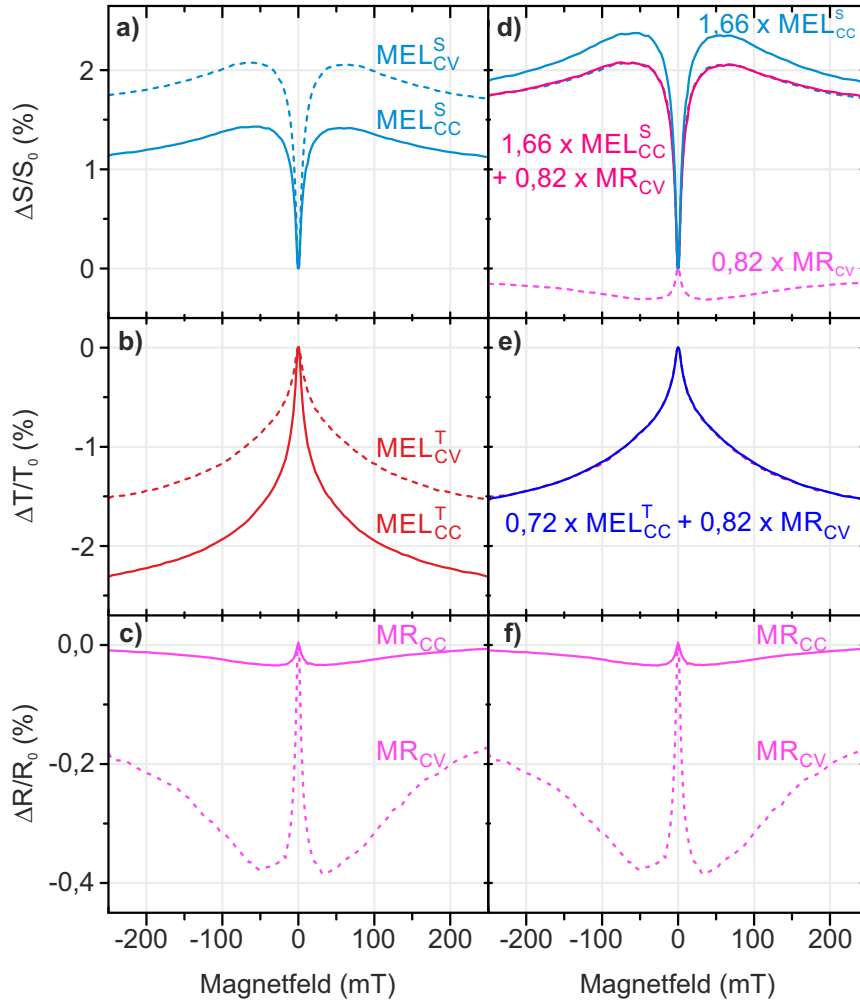 a)
MEL^S_CV
MEL^S_CC
ΔS/S₀ (%)
2
1
0
d)
1,66 x MEL^S_CC
1,66 x MEL^S_CC
+ 0,82 x MR_CV
0,82 x MR_CV
b)
MEL^T_CV
MEL^T_CC
ΔT/T₀ (%)
0
-1
-2
e)
0,72 x MEL^T_CC + 0,82 x MR_CV
c)
MR_CC
MR_CV
ΔR/R₀ (%)
0,0
-0,2
-0,4
f)
MR_CC
MR_CV
-200 -100 0 100 200
-200 -100 0 100 200
Magnetfeld (mT)
Magnetfeld (mT)